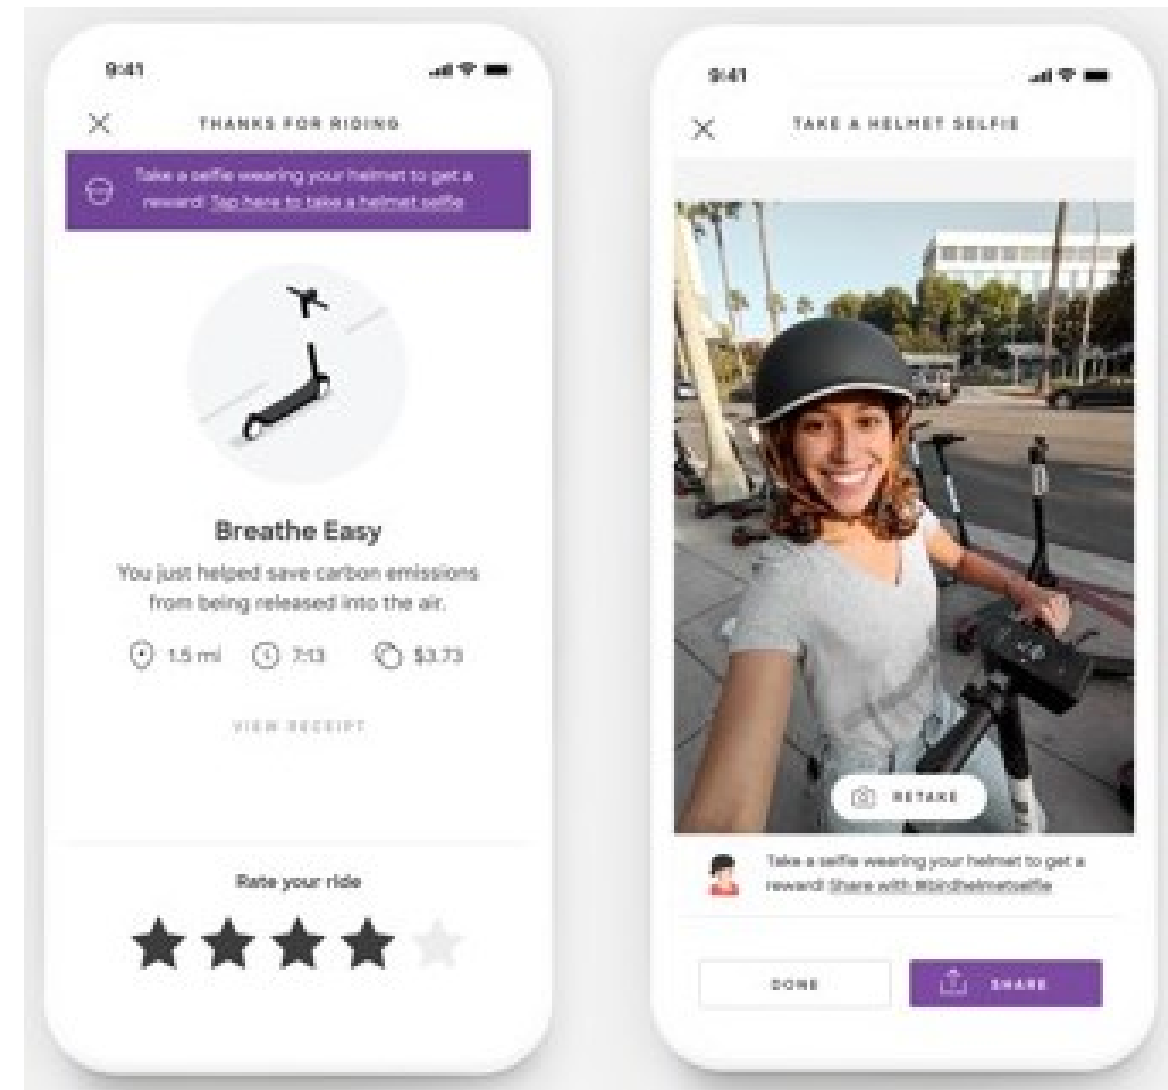 9:41
THANKS FOR RIDING
Take a selfie wearing your helmet to get a
reward! Tap here to take a helmet selfie
Breathe Easy
You just helped save carbon emissions
from being released into the air.
1.5 mi
7:13
$3.73
VIEW RECEIPT
Rate your ride
9:41
TAKE A HELMET SELFIE
RETAKE
Take a selfie wearing your helmet to get a
reward! Share with #birdhelmetselfie
DONE
SHARE